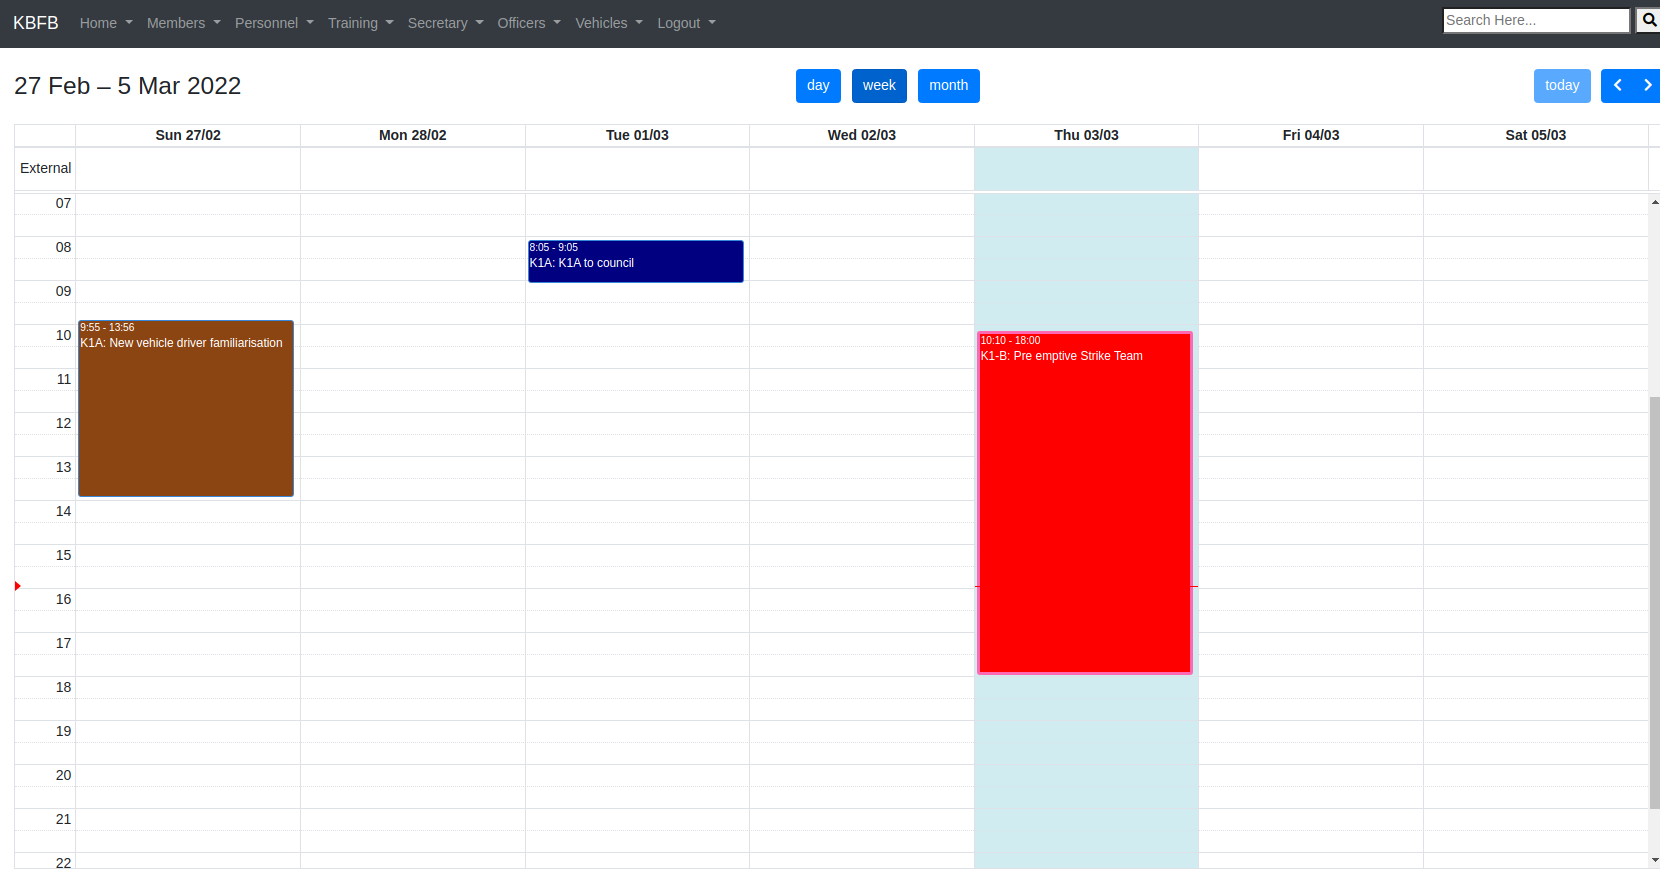 KBFB Home Members Personnel Training Secretary Officers Vehicles Logout Search Here...
27 Feb – 5 Mar 2022 day week month today
Sun 27/02 Mon 28/02 Tue 01/03 Wed 02/03 Thu 03/03 Fri 04/03 Sat 05/03
External
07
08
8:05 - 9:05
K1A: K1A to council
09
9:55 - 13:56
K1A: New vehicle driver familiarisation
10
10:10 - 18:00
K1-B: Pre emptive Strike Team
11
12
13
14
15
16
17
18
19
20
21
22